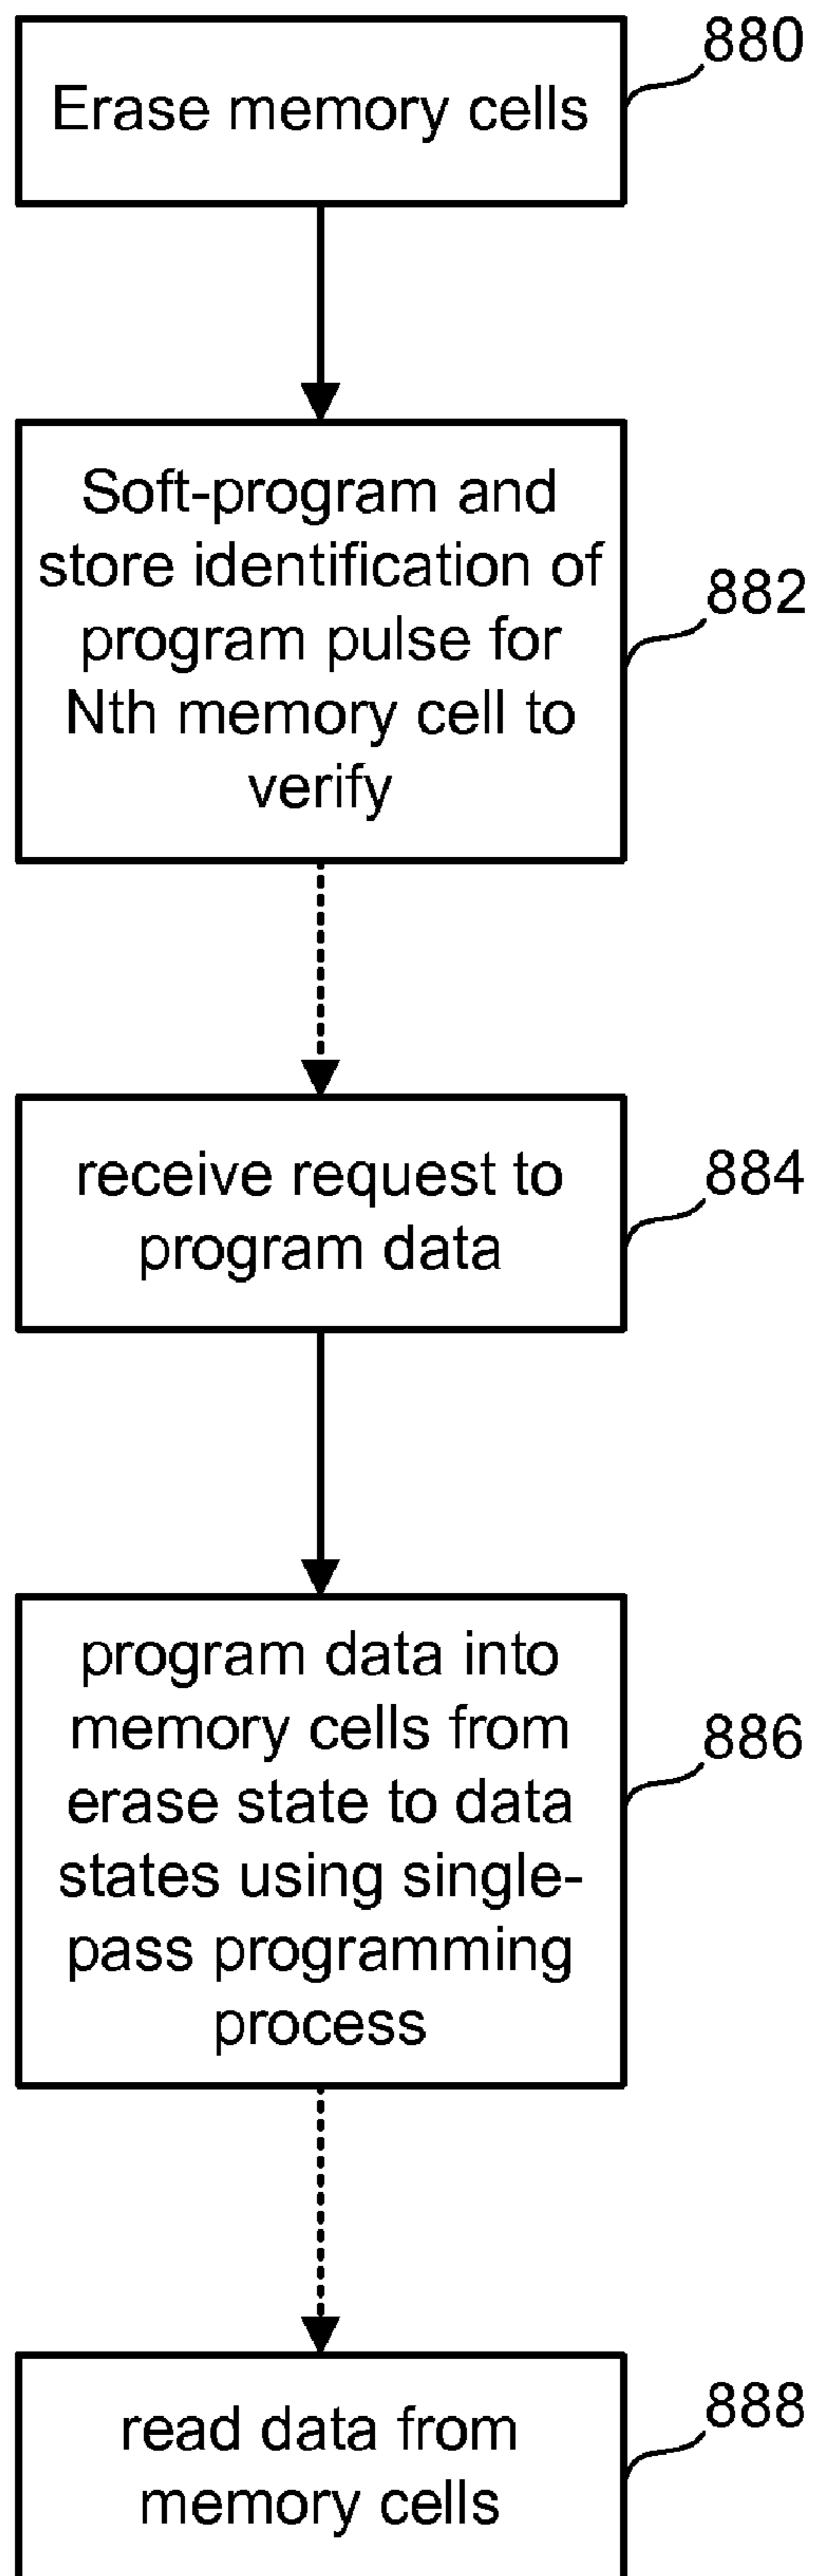 880
Erase memory cells
Soft-program and
store identification of
program pulse for
Nth memory cell to
verify
882
receive request to
program data
884
program data into
memory cells from
erase state to data
states using single-
pass programming
process
886
read data from
memory cells
888